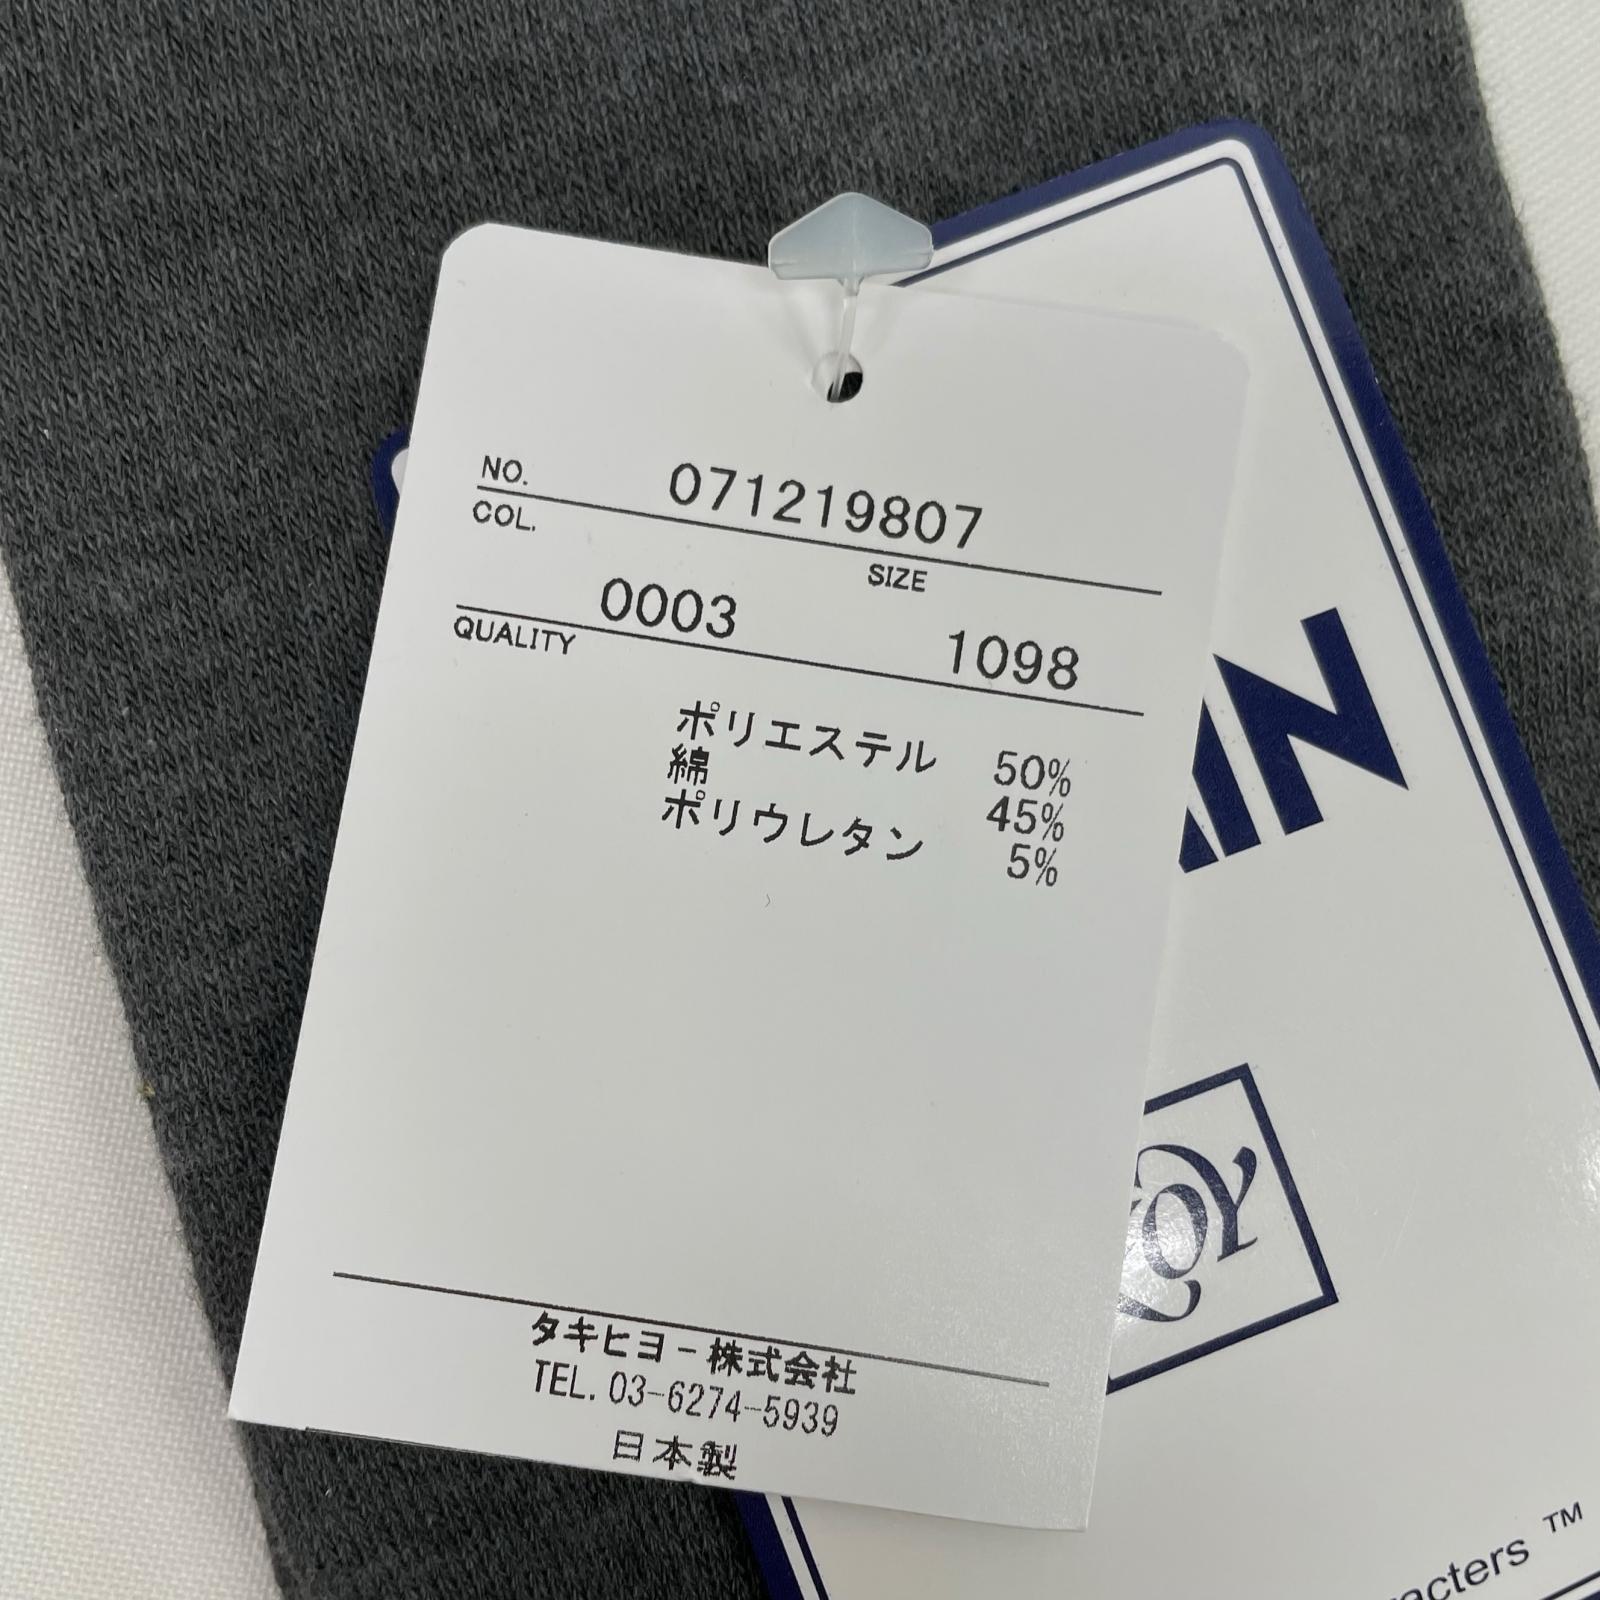 NO. 071219807
COL. SIZE
0003 1098
QUALITY
ポリエステル 50%
綿 45%
ポリウレタン 5%
タキヒヨー株式会社
TEL. 03-6274-5939
日本製